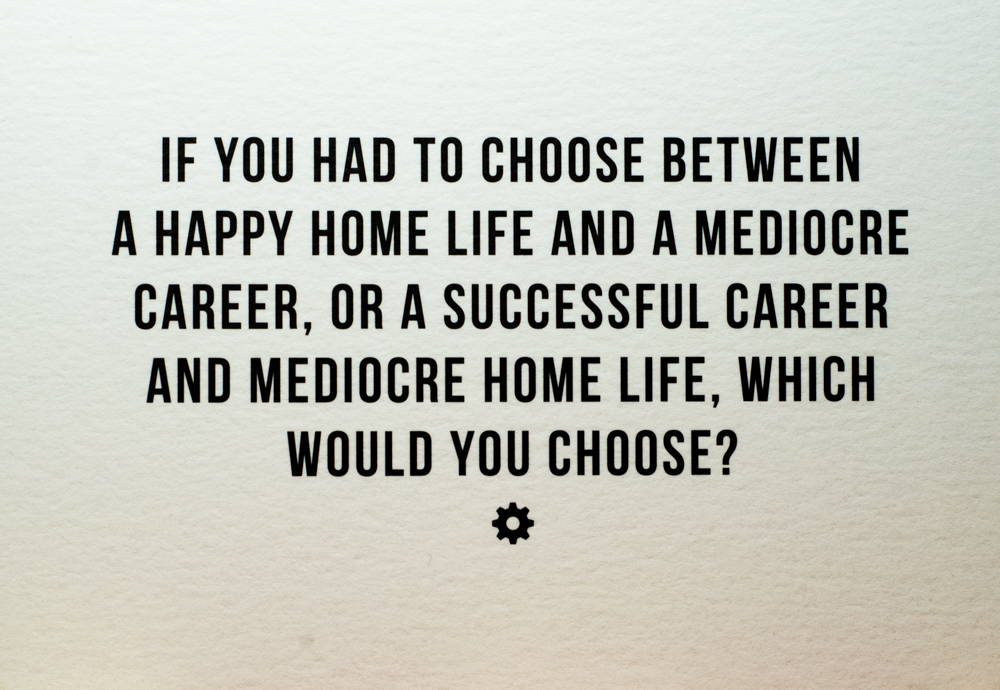 IF YOU HAD TO CHOOSE BETWEEN
A HAPPY HOME LIFE AND A MEDIOCRE
CAREER, OR A SUCCESSFUL CAREER
AND MEDIOCRE HOME LIFE, WHICH
WOULD YOU CHOOSE?